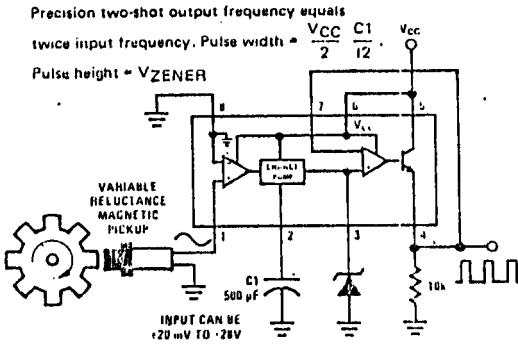 Precision two-shot output frequency equals
twice input frequency. Pulse width = VCC/2 C1/I2
Pulse height = VZENER
VCC
8
7
6
5
VCC
CHARGE
PUMP
VARIABLE
RELUCTANCE
MAGNETIC
PICKUP
1
2
3
4
C1
500 pF
10k
INPUT CAN BE
±20 mV TO ±28V